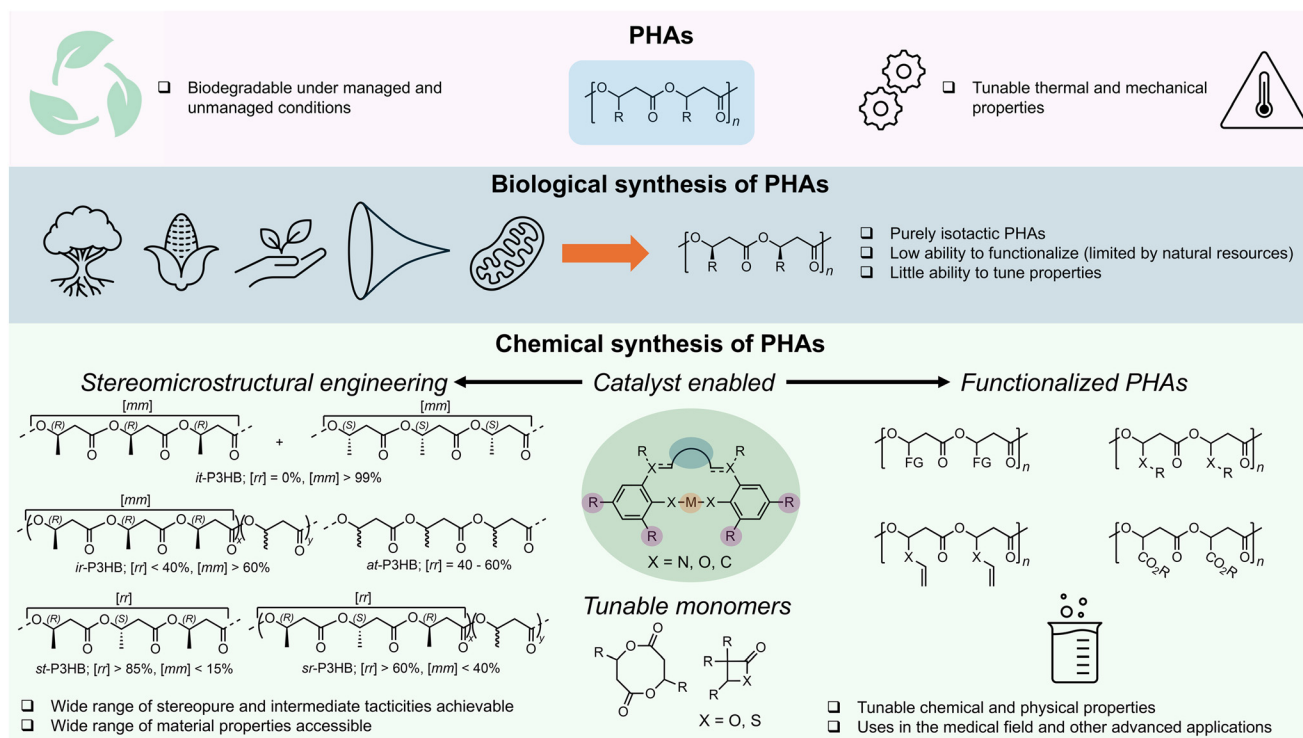 PHAs
❑ Biodegradable under managed and
unmanaged conditions
O O
R O R O n
❑ Tunable thermal and mechanical
properties
Biological synthesis of PHAs
O O
R O R O n
❑ Purely isotactic PHAs
❑ Low ability to functionalize (limited by natural resources)
❑ Little ability to tune properties
Chemical synthesis of PHAs
Stereomicrostructural engineering
Catalyst enabled
Functionalized PHAs
[mm]
O (R) O (R) O (R)
O O O
+
[mm]
O (S) O (S) O (S)
O O O
it-P3HB; [rr] = 0%, [mm] > 99%
[mm]
O (R) O (R) O (R) O
O O O x O y
ir-P3HB; [rr] < 40%, [mm] > 60%
O O O
O O O
at-P3HB; [rr] = 40 - 60%
[rr]
O (R) O (S) O (R)
O O O
st-P3HB; [rr] > 85%, [mm] < 15%
[rr]
O (R) O (S) O (R) O
O O O x O y
sr-P3HB; [rr] > 60%, [mm] < 40%
R R
X X
R X M X R
R R
X = N, O, C
Tunable monomers
O
R O
O R
O
R O
R
R X
X = O, S
O O
FG O FG O n
O O
X O X O n
R R
O O
X O X O n
O O
O O n
CO2R CO2R
❑ Wide range of stereopure and intermediate tacticities achievable
❑ Wide range of material properties accessible
❑ Tunable chemical and physical properties
❑ Uses in the medical field and other advanced applications